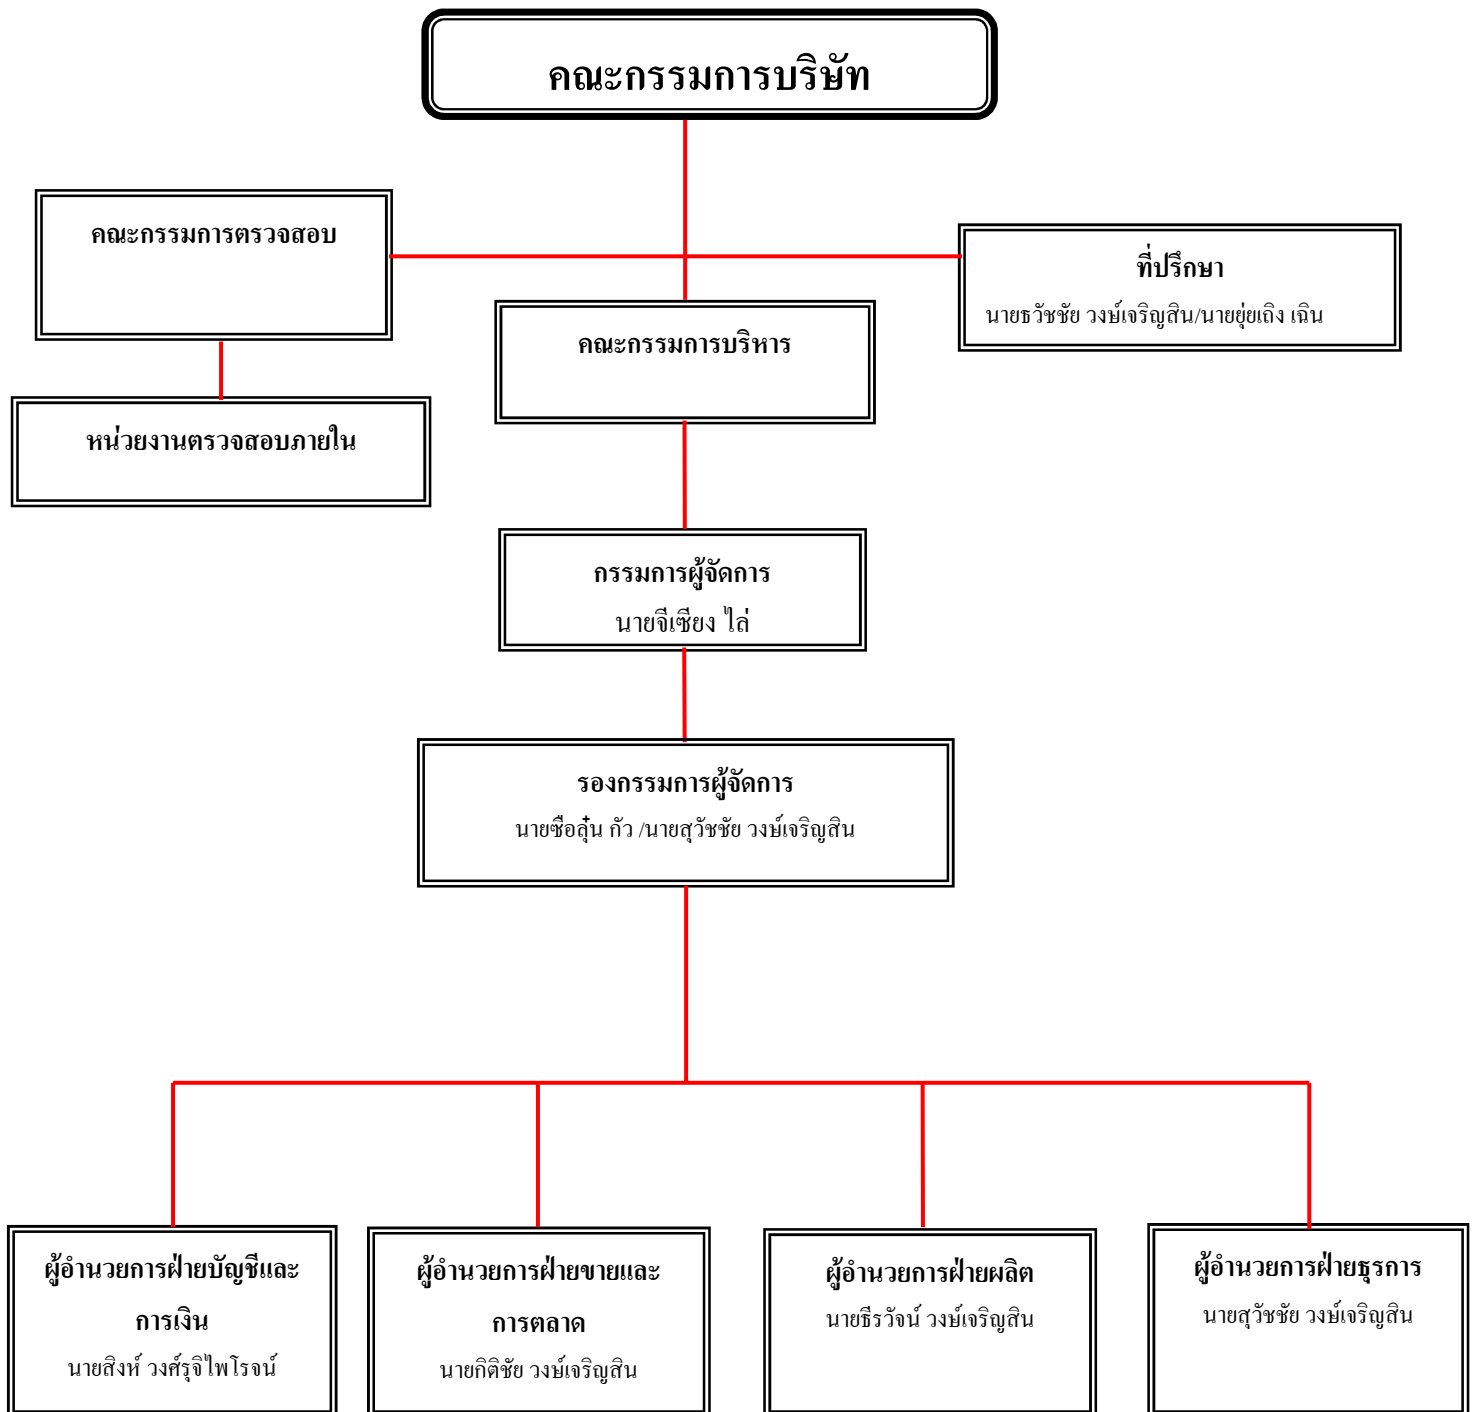 คณะกรรมการบริษัท
คณะกรรมการตรวจสอบ
ที่ปรึกษา
นายธวัชชัย วงษ์เจริญสิน/นายยุ่ยเถิง เฉิน
คณะกรรมการบริหาร
หน่วยงานตรวจสอบภายใน
กรรมการผู้จัดการ
นายจีเซียง ไล่
รองกรรมการผู้จัดการ
นายซือลุ๋น กัว /นายสุวัชชัย วงษ์เจริญสิน
ผู้อำนวยการฝ่ายบัญชีและ
การเงิน
นายสิงห์ วงศ์รุจิไพโรจน์
ผู้อำนวยการฝ่ายขายและ
การตลาด
นายกิติชัย วงษ์เจริญสิน
ผู้อำนวยการฝ่ายผลิต
นายธีรวัจน์ วงษ์เจริญสิน
ผู้อำนวยการฝ่ายธุรการ
นายสุวัชชัย วงษ์เจริญสิน